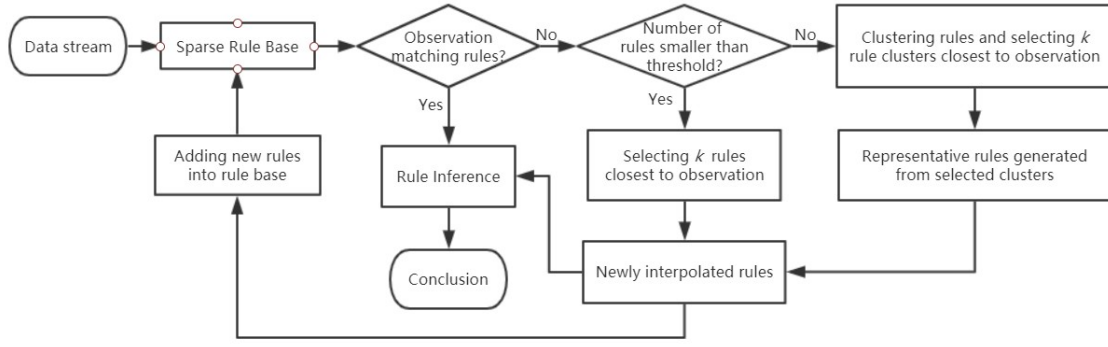 Data stream
Sparse Rule Base
Observation
matching rules?
No
Number of
rules smaller than
threshold?
No
Clustering rules and selecting k
rule clusters closest to observation
Yes
Yes
Adding new rules
into rule base
Rule Inference
Selecting k rules
closest to observation
Representative rules generated
from selected clusters
Conclusion
Newly interpolated rules